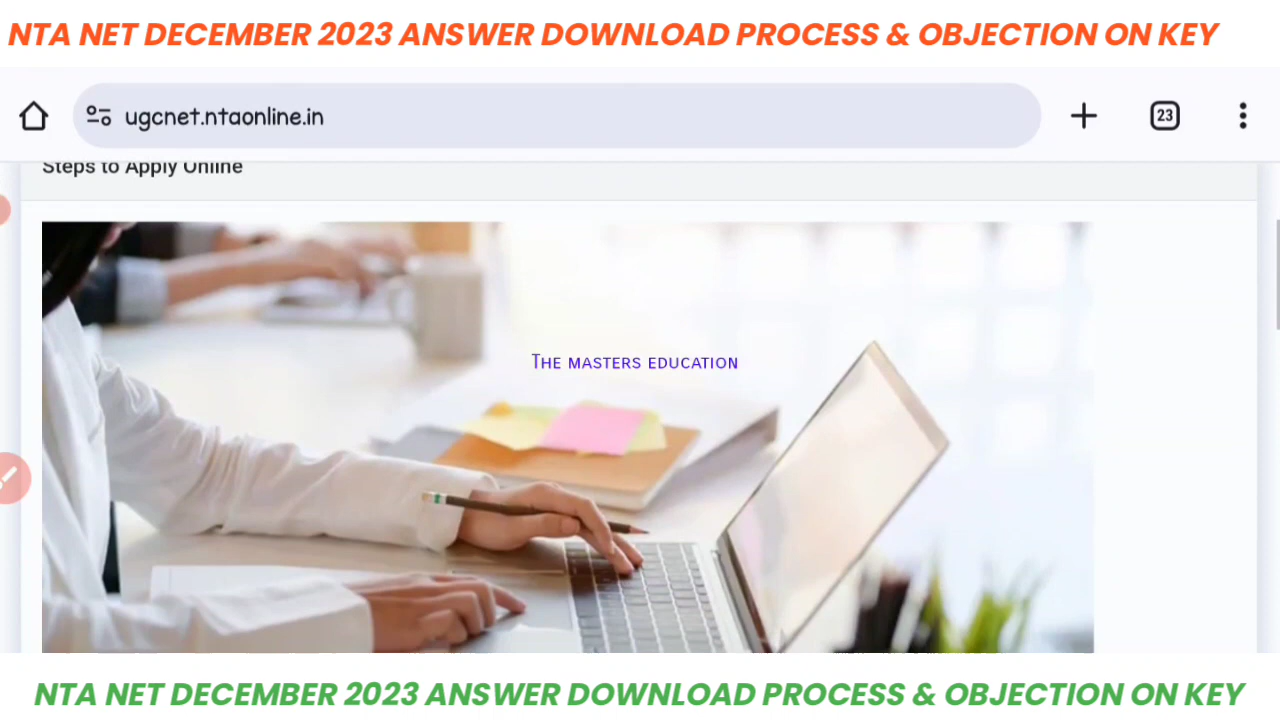 NTA NET DECEMBER 2023 ANSWER DOWNLOAD PROCESS & OBJECTION ON KEY
ugcnet.ntaonline.in
23
Steps to Apply Online
THE MASTERS EDUCATION
NTA NET DECEMBER 2023 ANSWER DOWNLOAD PROCESS & OBJECTION ON KEY